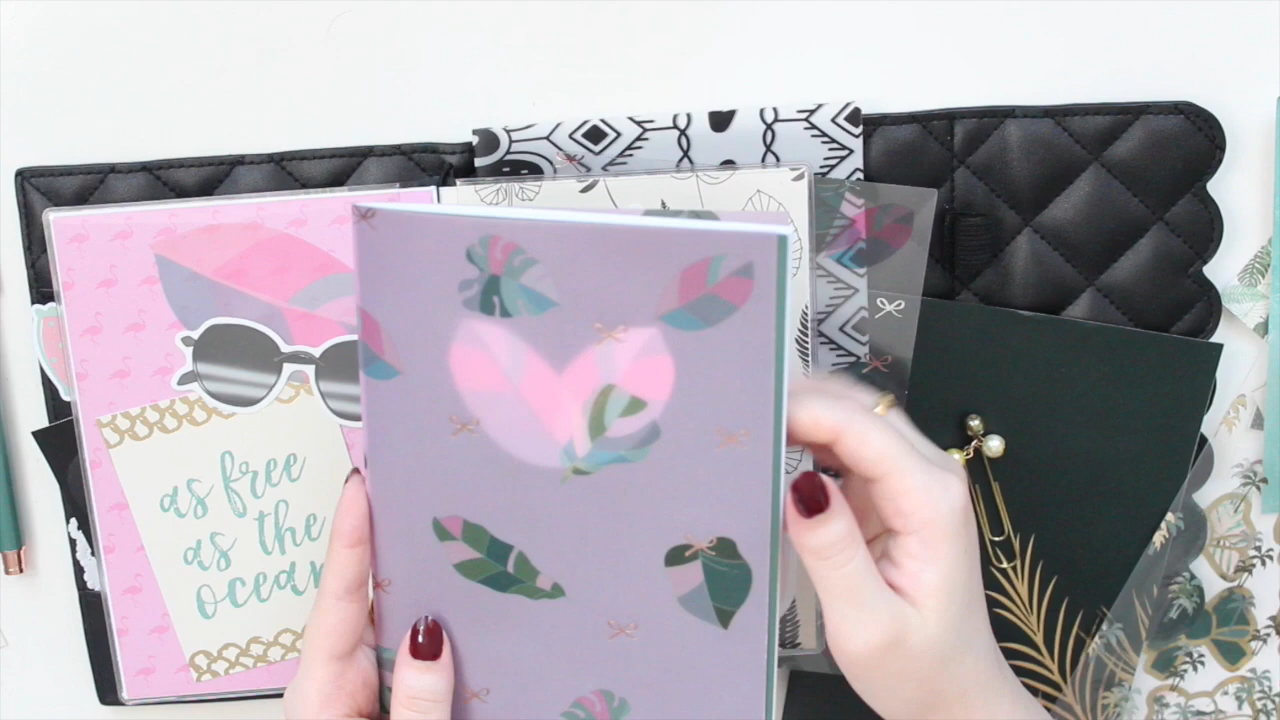 as free
as the
ocean